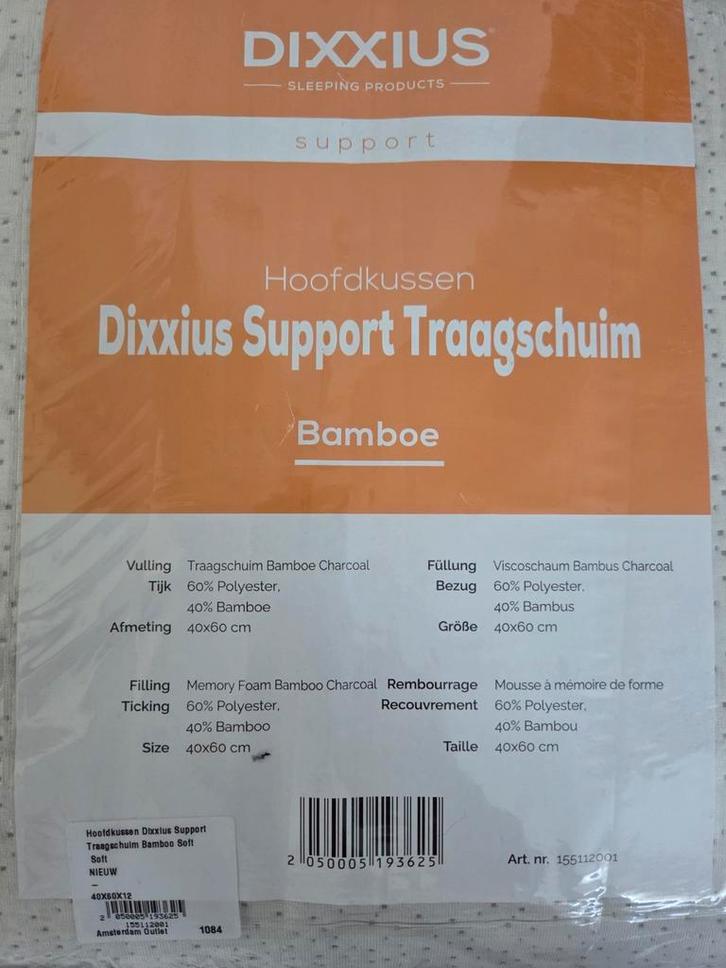 DIXXIUS
SLEEPING PRODUCTS
support
Hoofdkussen
Dixxius Support Traagschuim
Bamboe
Vulling Traagschuim Bamboe Charcoal
Tijk 60% Polyester,
40% Bamboe
Afmeting 40x60 cm
Füllung Viscoschaum Bambus Charcoal
Bezug 60% Polyester,
40% Bambus
Größe 40x60 cm
Filling Memory Foam Bamboo Charcoal
Ticking 60% Polyester,
40% Bamboo
Size 40x60 cm
Rembourrage Mousse à mémoire de forme
Recouvrement 60% Polyester,
40% Bambou
Taille 40x60 cm
2 050005 193625
Art. nr. 155112001
Hoofdkussen Dixxius Support
Traagschuim Bamboo Soft
Soft
NIEUW
–
40X60X12
2 050005 193625
155112001
Amsterdam Outlet 1084